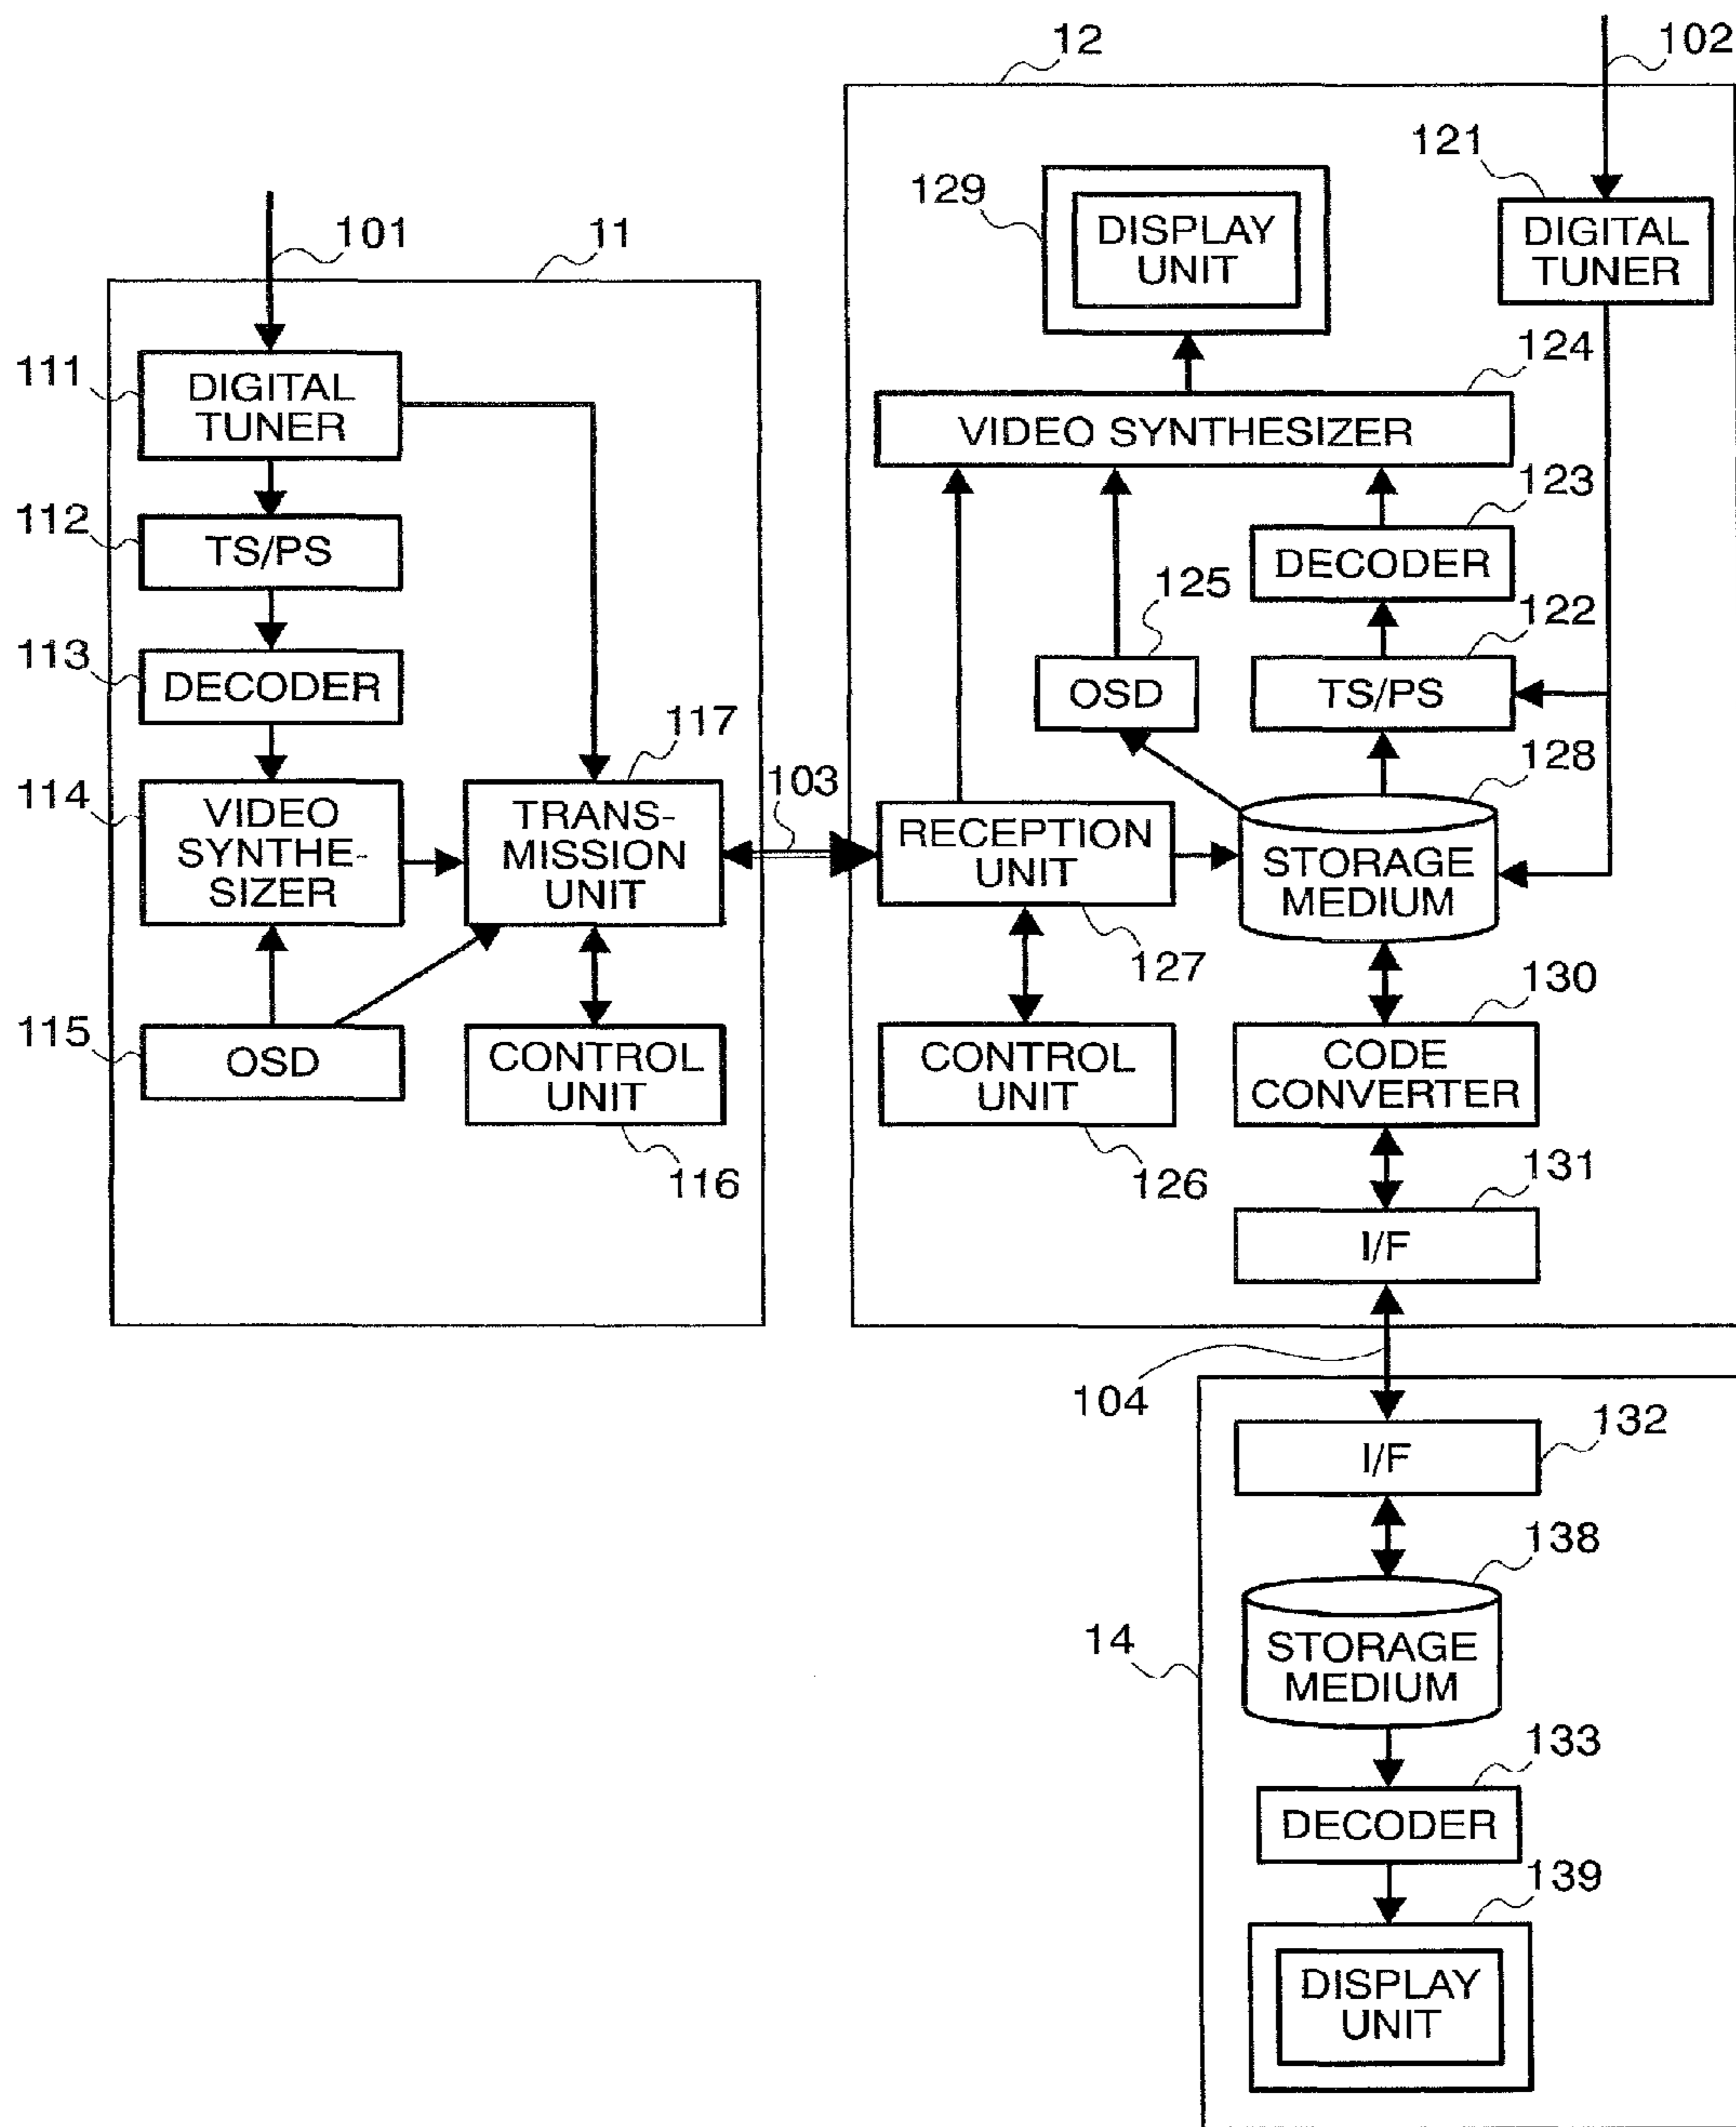 12
102
121
129
DISPLAY
UNIT
DIGITAL
TUNER
101
11
124
111
DIGITAL
TUNER
VIDEO SYNTHESIZER
123
112
TS/PS
DECODER
125
122
113
DECODER
OSD
TS/PS
117
128
103
114
VIDEO
SYNTHE-
SIZER
TRANS-
MISSION
UNIT
RECEPTION
UNIT
STORAGE
MEDIUM
127
130
115
OSD
CONTROL
UNIT
CONTROL
UNIT
CODE
CONVERTER
116
126
131
I/F
104
132
I/F
138
14
STORAGE
MEDIUM
133
DECODER
139
DISPLAY
UNIT